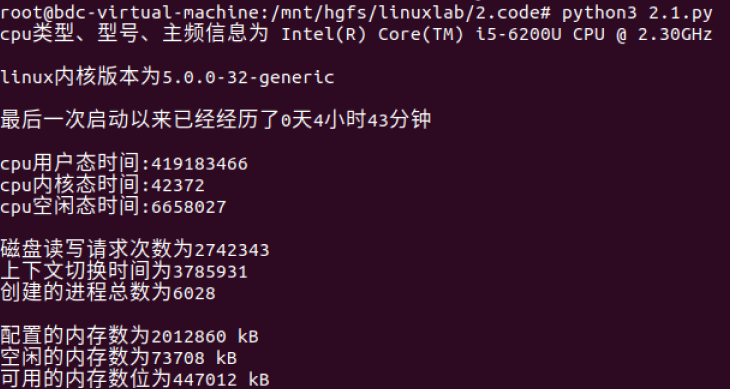 root@bdc-virtual-machine:/mnt/hgfs/linuxlab/2.code# python3 2.1.py
cpu类型、型号、主频信息为 Intel(R) Core(TM) i5-6200U CPU @ 2.30GHz
linux内核版本为5.0.0-32-generic
最后一次启动以来已经经历了0天4小时43分钟
cpu用户态时间:419183466
cpu内核态时间:42372
cpu空闲态时间:6658027
磁盘读写请求次数为2742343
上下文切换时间为3785931
创建的进程总数为6028
配置的内存数为2012860 kB
空闲的内存数为73708 kB
可用的内存数位为447012 kB